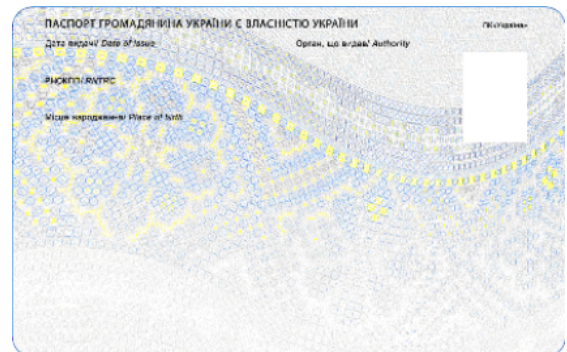 ПАСПОРТ ГРОМАДЯНИНА УКРАЇНИ Є ВЛАСНІСТЮ УКРАЇНИ
Дата видачі/ Date of Issue
Орган, що видав/ Authority
РНОКПП/ RNTRC
Місце народження/ Place of birth